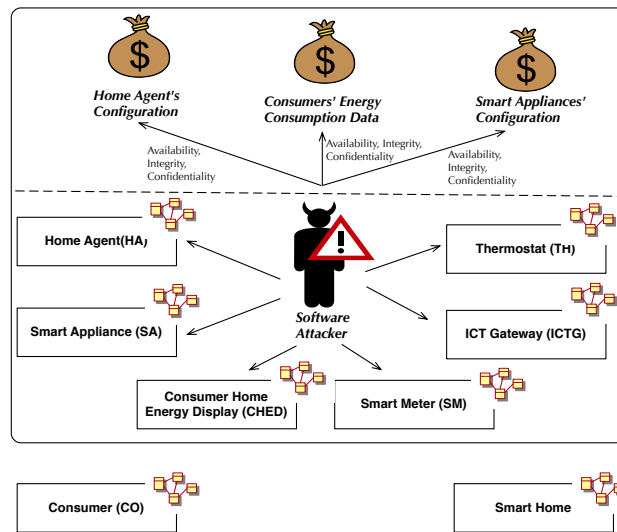 $
$
$
Home Agent's
Configuration
Consumers' Energy
Consumption Data
Smart Appliances'
Configuration
Availability,
Integrity,
Confidentiality
Availability, Integrity,
Confidentiality
Availability,
Integrity,
Confidentiality
Home Agent(HA)
!
Thermostat (TH)
Smart Appliance (SA)
Software
Attacker
ICT Gateway (ICTG)
Consumer Home
Energy Display (CHED)
Smart Meter (SM)
Consumer (CO)
Smart Home